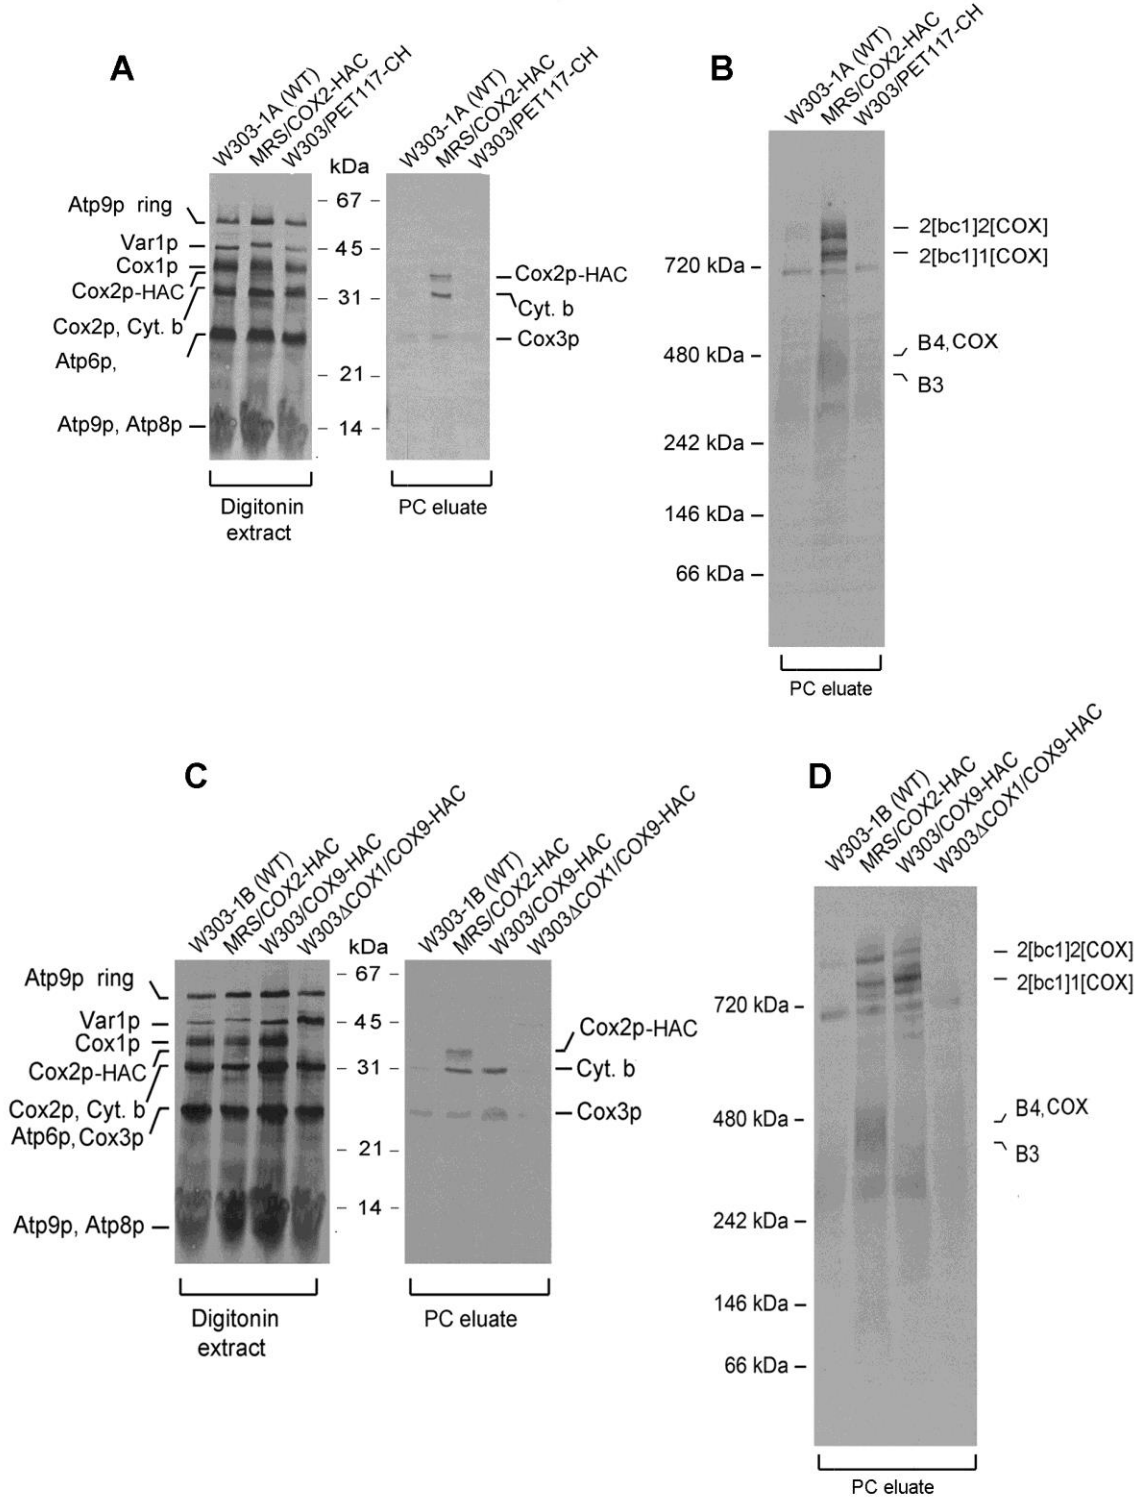 A
W303-1A (WT)
MRS/COX2-HAC
W303/PET117-CH
W303-1A (WT)
MRS/COX2-HAC
W303/PET117-CH
kDa
Atp9p ring
Var1p
Cox1p
Cox2p-HAC
Cox2p, Cyt. b
Atp6p,
Atp9p, Atp8p
67
45
31
21
14
Cox2p-HAC
Cyt. b
Cox3p
Digitonin
extract
PC eluate
B
W303-1A (WT)
MRS/COX2-HAC
W303/PET117-CH
720 kDa
480 kDa
242 kDa
146 kDa
66 kDa
2[bc1]2[COX]
2[bc1]1[COX]
B4,COX
B3
PC eluate
C
W303-1B (WT)
MRS/COX2-HAC
W303/COX9-HAC
W303ΔCOX1/COX9-HAC
W303-1B (WT)
MRS/COX2-HAC
W303/COX9-HAC
W303ΔCOX1/COX9-HAC
kDa
Atp9p ring
Var1p
Cox1p
Cox2p-HAC
Cox2p, Cyt. b
Atp6p,Cox3p
Atp9p, Atp8p
67
45
31
21
14
Cox2p-HAC
Cyt. b
Cox3p
Digitonin
extract
PC eluate
D
W303-1B (WT)
MRS/COX2-HAC
W303/COX9-HAC
W303ΔCOX1/COX9-HAC
720 kDa
480 kDa
242 kDa
146 kDa
66 kDa
2[bc1]2[COX]
2[bc1]1[COX]
B4,COX
B3
PC eluate